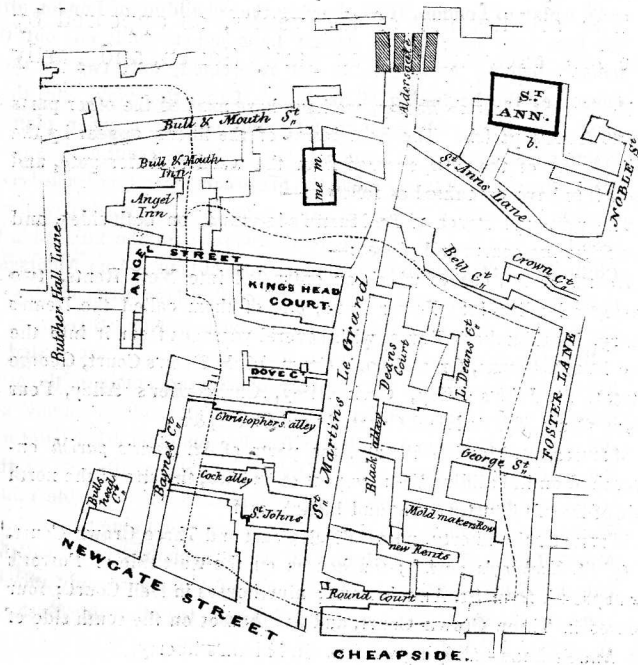 Aldersgate
Sᵗ
ANN.
b.
NOBLE Sᵗ
Bull & Mouth Sᵗ
Bull & Mouth
Inn
me m
Sᵗ Anns Lane
Angel
Inn
Butcher Hall Lane.
ANGEL STREET
KINGS HEAD
COURT.
Bell Cᵗ
Crown Cᵗ
Sᵗ Martins Le Grand
Deans
Court
L. Deans Cᵗ
FOSTER LANE
DOVE C
Christophers alley
Baynes Cᵗ
Black alley
George Sᵗ
Cock alley
Bulls
head
Cᵗ
Sᵗ Johns
Mold makers Row
new Rents
NEWGATE STREET
Round Court
CHEAPSIDE.